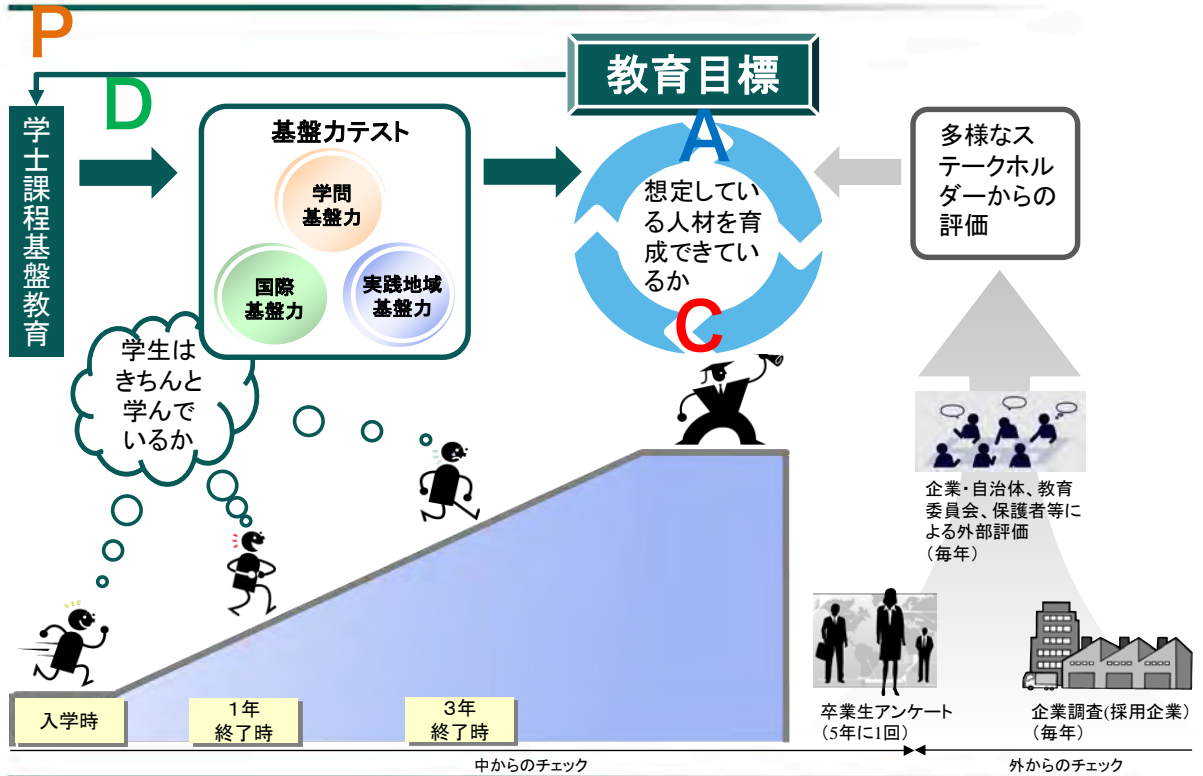 P
教育目標
D
学士課程基盤教育
基盤力テスト
学問
基盤力
国際
基盤力
実践地域
基盤力
A
想定してい
る人材を育
成できてい
るか
C
多様なス
テークホル
ダーからの
評価
学生は
きちんと
学んで
いるか
企業・自治体、教育
委員会、保護者等に
よる外部評価
（毎年）
入学時
１年
終了時
３年
終了時
卒業生アンケート
（5年に1回）
企業調査(採用企業)
（毎年）
中からのチェック
外からのチェック